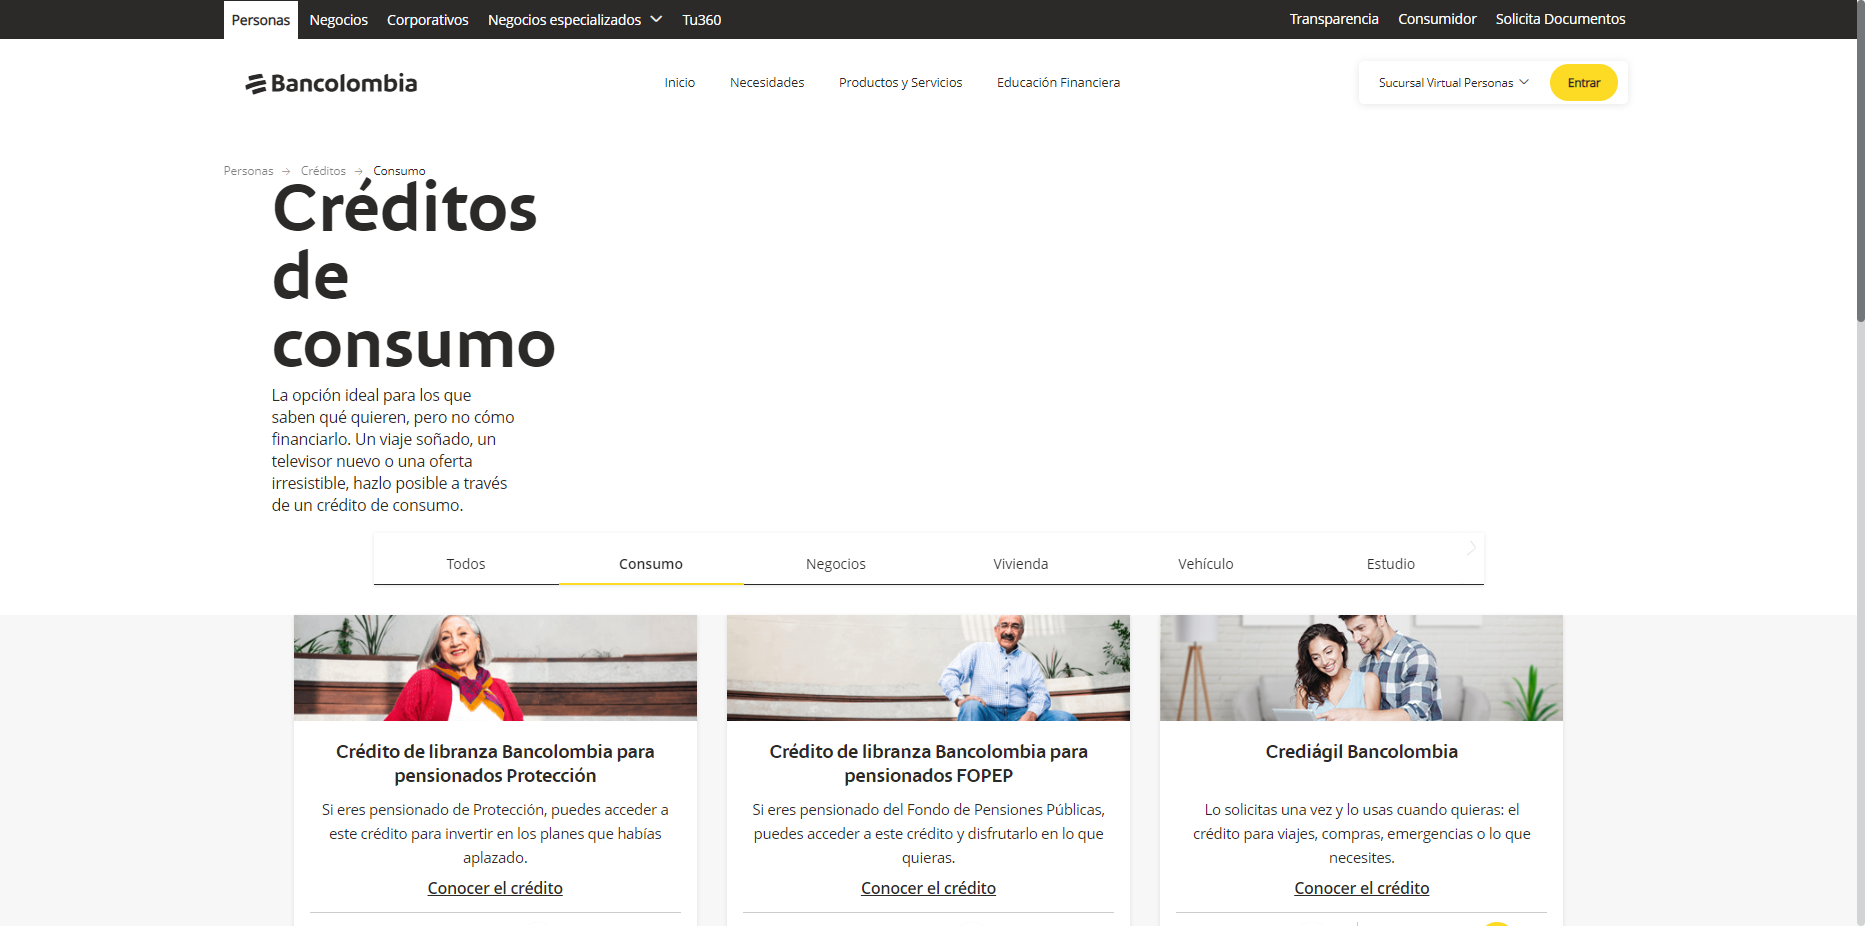 Personas Negocios Corporativos Negocios especializados Tu360 Transparencia Consumidor Solicita Documentos
Bancolombia Inicio Necesidades Productos y Servicios Educación Financiera Sucursal Virtual Personas Entrar
Personas Créditos Consumo
Créditos
de
consumo
La opción ideal para los que
saben qué quieren, pero no cómo
financiarlo. Un viaje soñado, un
televisor nuevo o una oferta
irresistible, hazlo posible a través
de un crédito de consumo.
Todos Consumo Negocios Vivienda Vehículo Estudio
Crédito de libranza Bancolombia para
pensionados Protección
Si eres pensionado de Protección, puedes acceder a
este crédito para invertir en los planes que habías
aplazado.
Conocer el crédito
Crédito de libranza Bancolombia para
pensionados FOPEP
Si eres pensionado del Fondo de Pensiones Públicas,
puedes acceder a este crédito y disfrutarlo en lo que
quieras.
Conocer el crédito
Crediágil Bancolombia
Lo solicitas una vez y lo usas cuando quieras: el
crédito para viajes, compras, emergencias o lo que
necesites.
Conocer el crédito